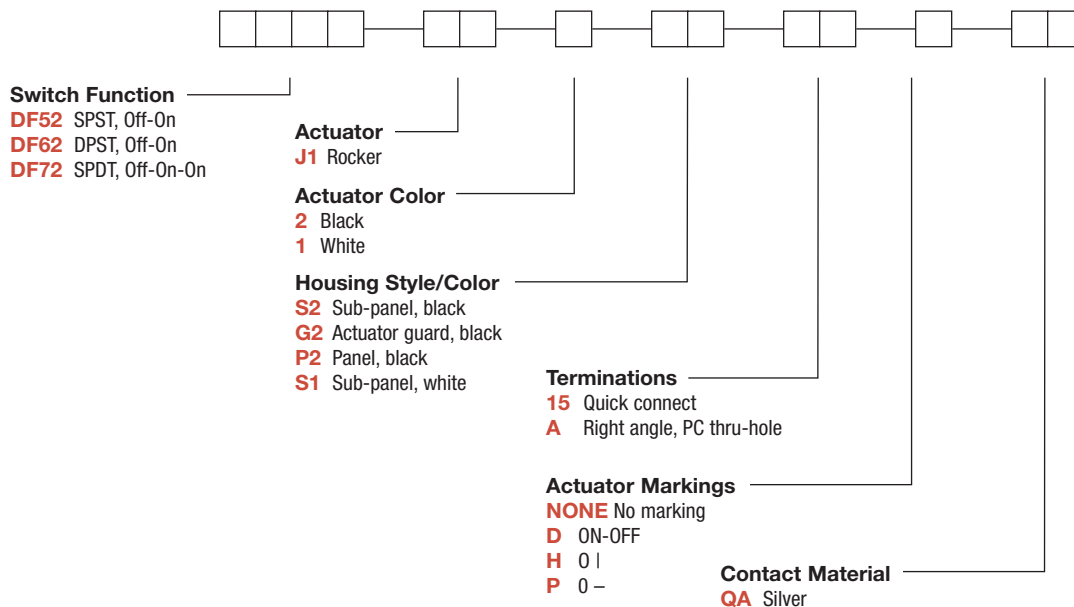 Switch Function
DF52 SPST, Off-On
DF62 DPST, Off-On
DF72 SPDT, Off-On-On
Actuator
J1 Rocker
Actuator Color
2 Black
1 White
Housing Style/Color
S2 Sub-panel, black
G2 Actuator guard, black
P2 Panel, black
S1 Sub-panel, white
Terminations
15 Quick connect
A Right angle, PC thru-hole
Actuator Markings
NONE No marking
D ON-OFF
H O |
P O –
Contact Material
QA Silver